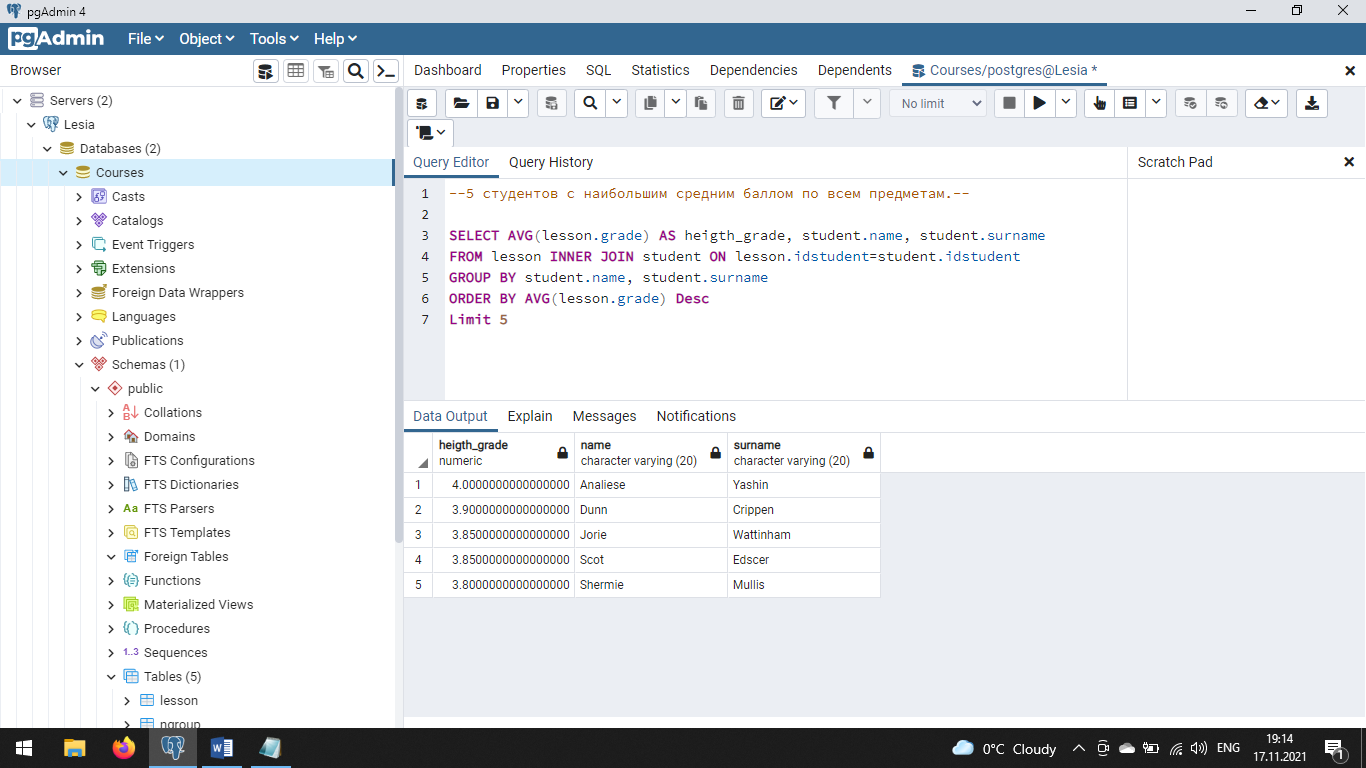 pgAdmin 4
pgAdmin File Object Tools Help
Browser
Dashboard Properties SQL Statistics Dependencies Dependents Courses/postgres@Lesia *
No limit
Servers (2)
Lesia
Databases (2)
Courses
Casts
Catalogs
Event Triggers
Extensions
Foreign Data Wrappers
Languages
Publications
Schemas (1)
public
Collations
Domains
FTS Configurations
FTS Dictionaries
FTS Parsers
FTS Templates
Foreign Tables
Functions
Materialized Views
Procedures
1..3 Sequences
Tables (5)
lesson
ngroup
Query Editor Query History
Scratch Pad
1 --5 студентов с наибольшим средним баллом по всем предметам.--
2
3 SELECT AVG(lesson.grade) AS heigth_grade, student.name, student.surname
4 FROM lesson INNER JOIN student ON lesson.idstudent=student.idstudent
5 GROUP BY student.name, student.surname
6 ORDER BY AVG(lesson.grade) Desc
7 Limit 5
Data Output Explain Messages Notifications
heigth_grade name surname
numeric character varying (20) character varying (20)
1 4.0000000000000000 Analiese Yashin
2 3.9000000000000000 Dunn Crippen
3 3.8500000000000000 Jorie Wattinham
4 3.8500000000000000 Scot Edscer
5 3.8000000000000000 Shermie Mullis
0°C Cloudy
ENG
19:14
17.11.2021
1